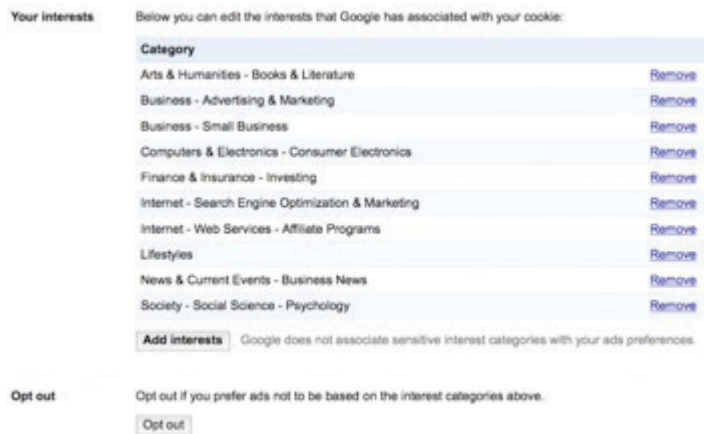 Your interests Below you can edit the interests that Google has associated with your cookie:
Category
Arts & Humanities - Books & Literature Remove
Business - Advertising & Marketing Remove
Business - Small Business Remove
Computers & Electronics - Consumer Electronics Remove
Finance & Insurance - Investing Remove
Internet - Search Engine Optimization & Marketing Remove
Internet - Web Services - Affiliate Programs Remove
Lifestyles Remove
News & Current Events - Business News Remove
Society - Social Science - Psychology Remove
Add interests Google does not associate sensitive interest categories with your ads preferences.
Opt out Opt out if you prefer ads not to be based on the interest categories above.
Opt out